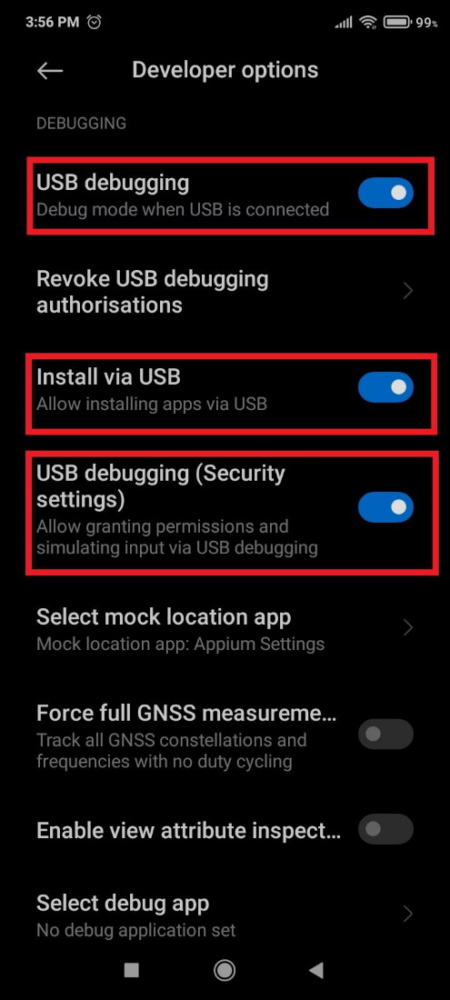 3:56 PM 99%
Developer options
DEBUGGING
USB debugging
Debug mode when USB is connected
Revoke USB debugging
authorisations
Install via USB
Allow installing apps via USB
USB debugging (Security
settings)
Allow granting permissions and
simulating input via USB debugging
Select mock location app
Mock location app: Appium Settings
Force full GNSS measureme...
Track all GNSS constellations and
frequencies with no duty cycling
Enable view attribute inspect...
Select debug app
No debug application set